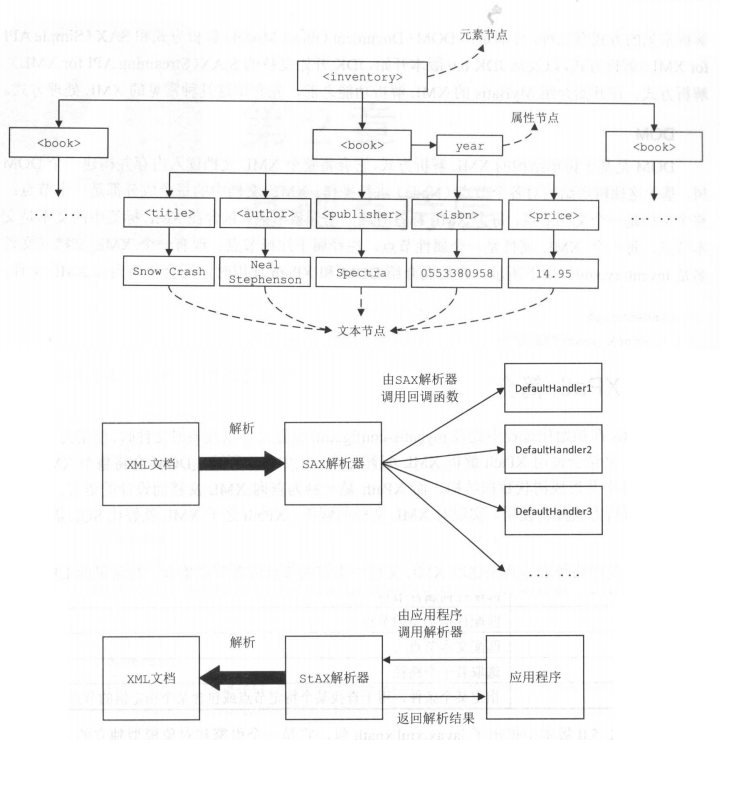 元素节点
<inventory>
属性节点
<book>
<book>
year
<book>
... ...
<title>
<author>
<publisher>
<isbn>
<price>
... ...
Snow Crash
Neal
Stephenson
Spectra
0553380958
14.95
文本节点
由SAX解析器
调用回调函数
DefaultHandler1
解析
XML文档
SAX解析器
DefaultHandler2
DefaultHandler3
... ...
由应用程序
调用解析器
解析
XML文档
StAX解析器
应用程序
返回解析结果